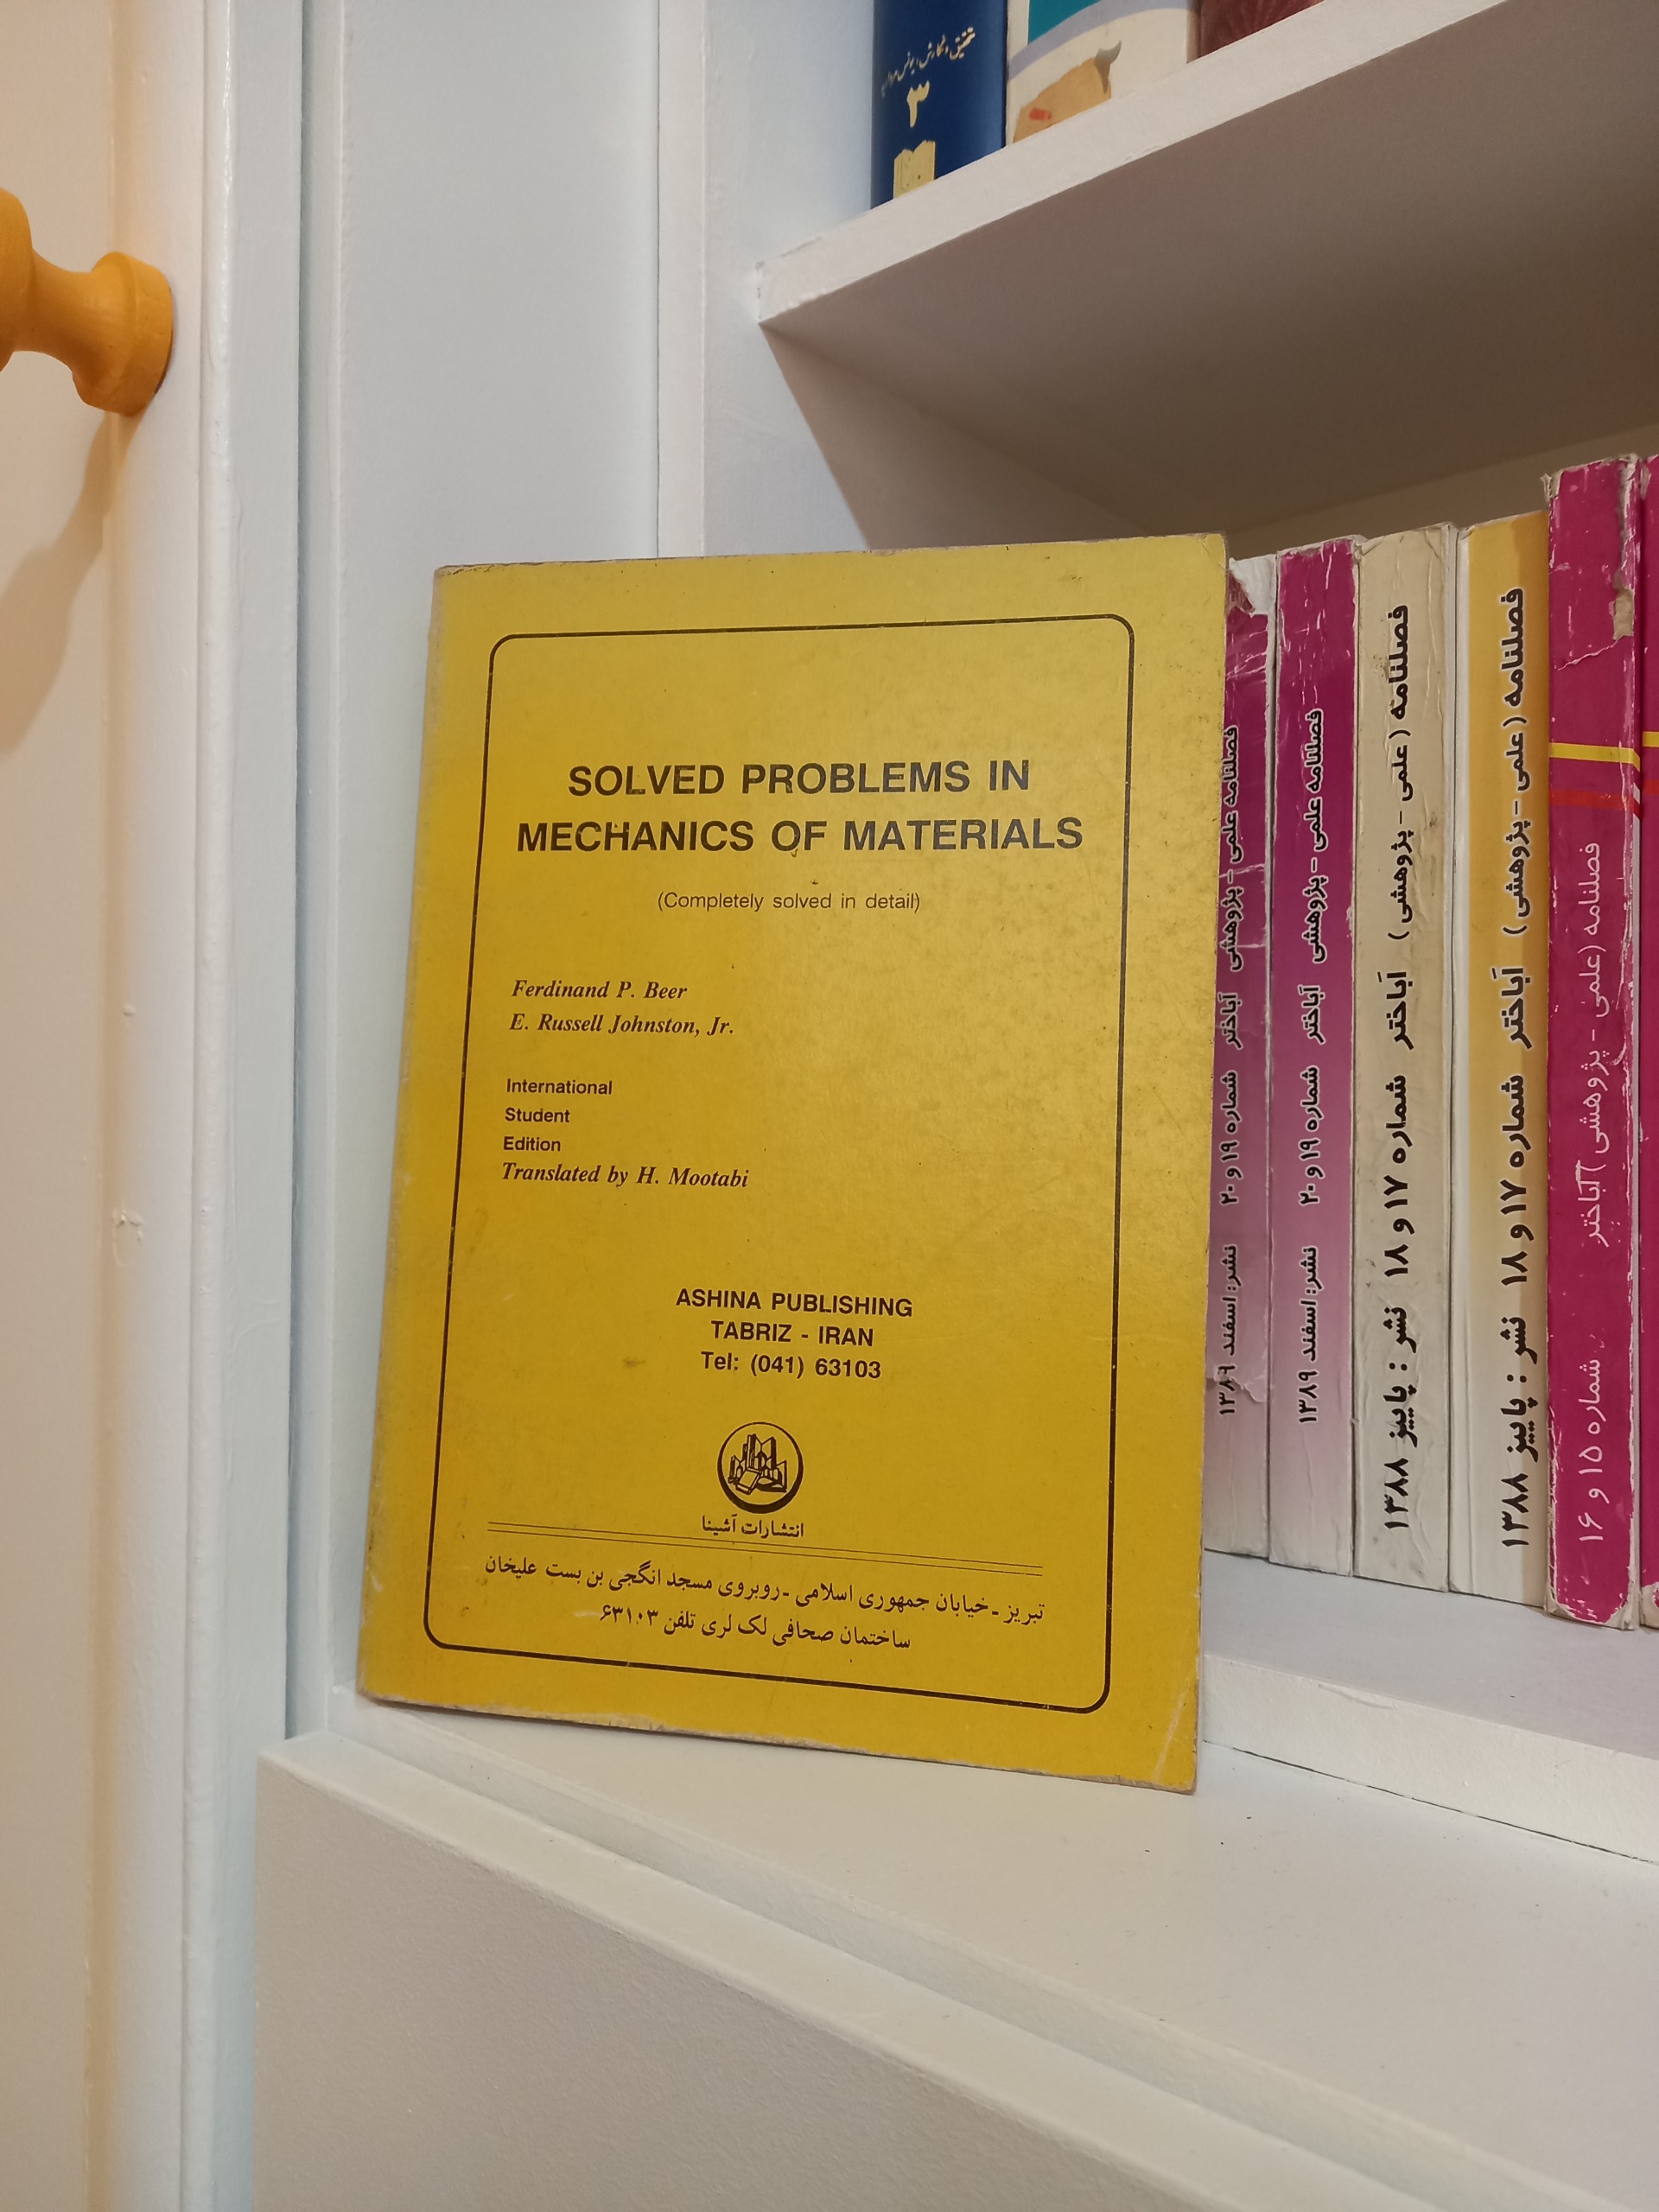 ۳
SOLVED PROBLEMS IN
MECHANICS OF MATERIALS
(Completely solved in detail)
Ferdinand P. Beer
E. Russell Johnston, Jr.
International
Student
Edition
Translated by H. Mootabi
ASHINA PUBLISHING
TABRIZ - IRAN
Tel: (041) 63103
انتشارات آشینا
تبریز ـ خیابان جمهوری اسلامی ـ روبروی مسجد انگجی بن بست علیخان
ساختمان صحافی لک لری تلفن ۶۳۱۰۳
فصلنامه علمی - پژوهشی آباختر شماره ۱۹ و ۲۰ نشر: اسفند ۱۳۸۹
فصلنامه علمی - پژوهشی آباختر شماره ۱۹ و ۲۰ نشر: اسفند ۱۳۸۹
فصلنامه (علمی - پژوهشی) آباختر شماره ۱۷ و ۱۸ نشر : پاییز ۱۳۸۸
فصلنامه (علمی - پژوهشی) آباختر شماره ۱۷ و ۱۸ نشر : پاییز ۱۳۸۸
فصلنامه (علمی - پژوهشی) آباختر شماره ۱۵ و ۱۶